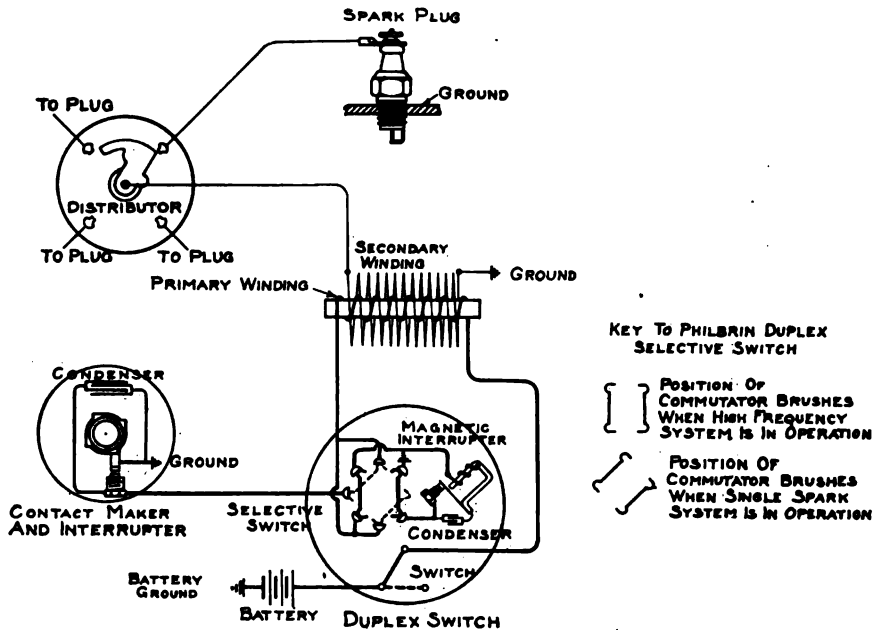 SPARK PLUG
GROUND
TO PLUG
DISTRIBUTOR
TO PLUG
TO PLUG
SECONDARY
WINDING
GROUND
PRIMARY WINDING
KEY TO PHILBRIN DUPLEX
SELECTIVE SWITCH
POSITION OF
COMMUTATOR BRUSHES
WHEN HIGH FREQUENCY
SYSTEM IS IN OPERATION
POSITION OF
COMMUTATOR BRUSHES
WHEN SINGLE SPARK
SYSTEM IS IN OPERATION
CONDENSER
GROUND
CONTACT MAKER
AND INTERRUPTER
MAGNETIC
INTERRUPTER
SELECTIVE
SWITCH
CONDENSER
SWITCH
BATTERY
GROUND
BATTERY
DUPLEX SWITCH